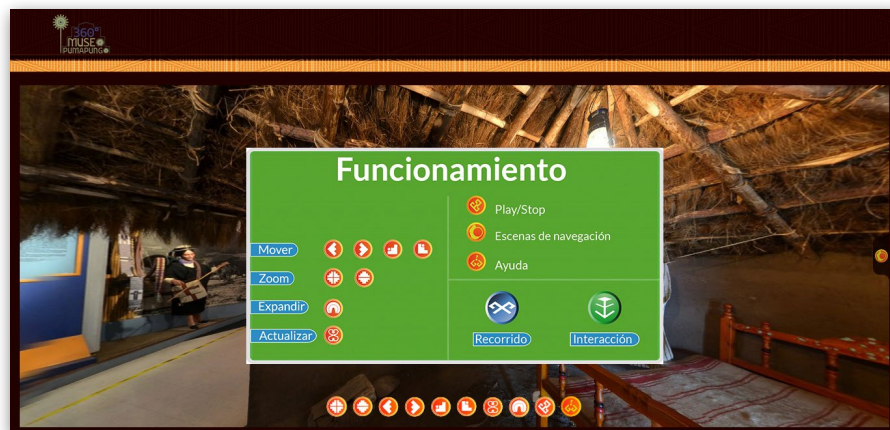 360°
MUSEO
PUMAPUNGO
Funcionamiento
Mover
Zoom
Expandir
Actualizar
Play/Stop
Escenas de navegación
Ayuda
Recorrido
Interacción